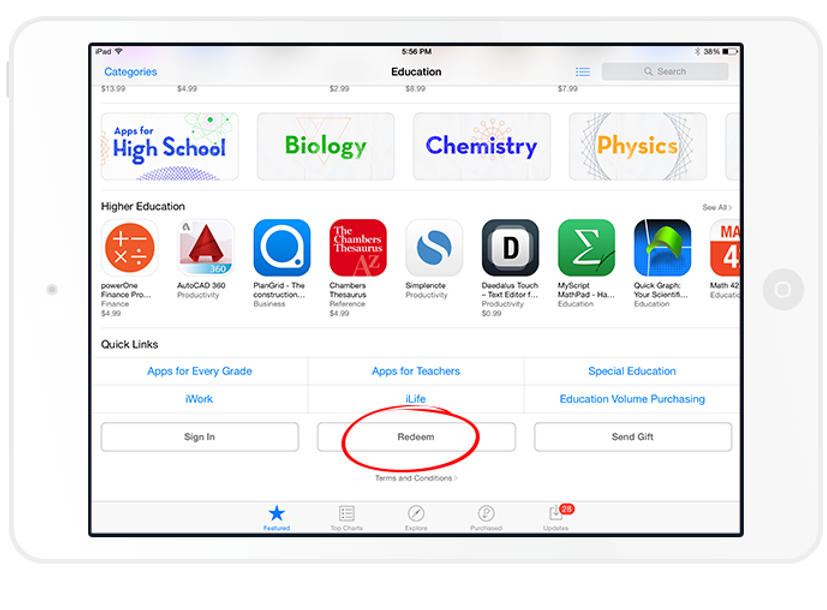 iPad 5:56 PM 38%
Categories Education Search
$13.99 $4.99 $2.99 $8.99 $7.99
Apps for
High School Biology Chemistry Physics
Higher Education See All >
The
Chambers
Thesaurus
AZ
A 360 D Σ MA
4
powerOne AutoCAD 360 PlanGrid - The Chambers Simplenote Daedalus Touch MyScript Quick Graph: Math 42
Finance Pro... Productivity construction... Thesaurus Productivity – Text Editor f... MathPad - Ha... Your Scientifi... Educatic
Finance Business Reference Productivity Education Education
$4.99 $4.99 $0.99
Quick Links
Apps for Every Grade Apps for Teachers Special Education
iWork iLife Education Volume Purchasing
Sign In Redeem Send Gift
Terms and Conditions >
28
Featured Top Charts Explore Purchased Updates